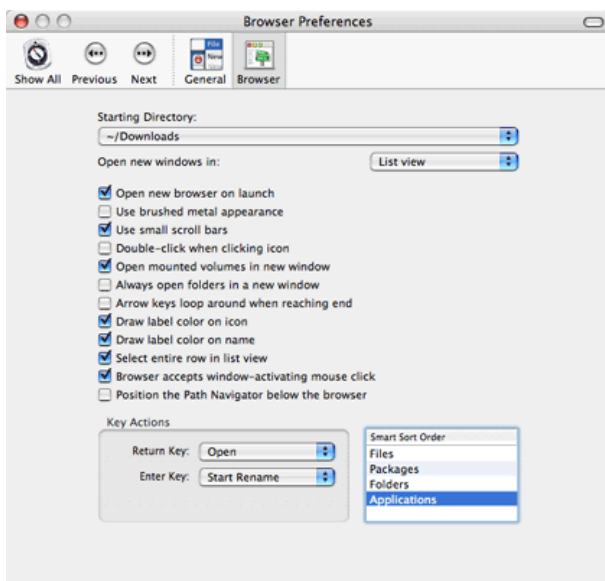 Browser Preferences
Show All Previous Next General Browser
Starting Directory:
~/Downloads
Open new windows in: List view
Open new browser on launch
Use brushed metal appearance
Use small scroll bars
Double-click when clicking icon
Open mounted volumes in new window
Always open folders in a new window
Arrow keys loop around when reaching end
Draw label color on icon
Draw label color on name
Select entire row in list view
Browser accepts window-activating mouse click
Position the Path Navigator below the browser
Key Actions
Return Key: Open
Enter Key: Start Rename
Smart Sort Order
Files
Packages
Folders
Applications